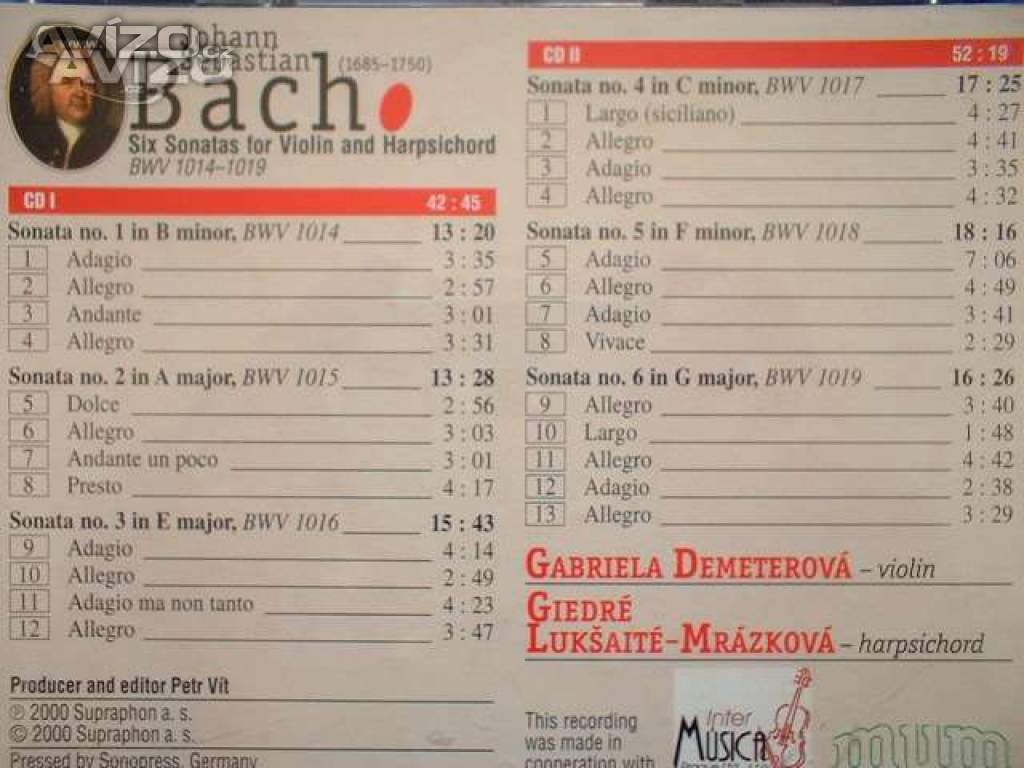 AVÍZO
AVÍZO.CZ
Johann
Sebastian
Bach (1685–1750)
Six Sonatas for Violin and Harpsichord
BWV 1014–1019
CD I 42 : 45
Sonata no. 1 in B minor, BWV 1014 13 : 20
1 Adagio 3 : 35
2 Allegro 2 : 57
3 Andante 3 : 01
4 Allegro 3 : 31
Sonata no. 2 in A major, BWV 1015 13 : 28
5 Dolce 2 : 56
6 Allegro 3 : 03
7 Andante un poco 3 : 01
8 Presto 4 : 17
Sonata no. 3 in E major, BWV 1016 15 : 43
9 Adagio 4 : 14
10 Allegro 2 : 49
11 Adagio ma non tanto 4 : 23
12 Allegro 3 : 47
Producer and editor Petr Vít
℗ 2000 Supraphon a. s.
© 2000 Supraphon a. s.
Pressed by Sonopress, Germany
CD II 52 : 19
Sonata no. 4 in C minor, BWV 1017 17 : 25
1 Largo (siciliano) 4 : 27
2 Allegro 4 : 41
3 Adagio 3 : 35
4 Allegro 4 : 32
Sonata no. 5 in F minor, BWV 1018 18 : 16
5 Adagio 7 : 06
6 Allegro 4 : 49
7 Adagio 3 : 41
8 Vivace 2 : 29
Sonata no. 6 in G major, BWV 1019 16 : 26
9 Allegro 3 : 40
10 Largo 1 : 48
11 Allegro 4 : 42
12 Adagio 2 : 38
13 Allegro 3 : 29
GABRIELA DEMETEROVÁ – violin
GIEDRÉ
LUKŠAITÉ-MRÁZKOVÁ – harpsichord
This recording
was made in
cooperation with
Inter
MUSICA